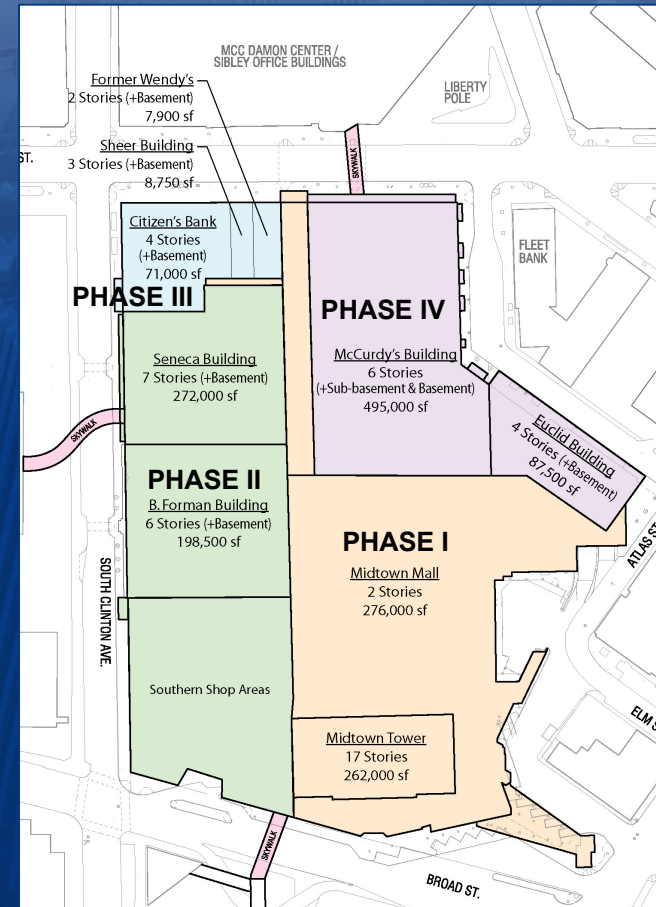 MCC DAMON CENTER /
SIBLEY OFFICE BUILDINGS
Former Wendy's
2 Stories (+Basement)
7,900 sf
LIBERTY
POLE
Sheer Building
3 Stories (+Basement)
8,750 sf
ST.
SKYWALK
Citizen's Bank
4 Stories
(+Basement)
71,000 sf
PHASE III
FLEET
BANK
PHASE IV
McCurdy's Building
6 Stories
(+Sub-basement & Basement)
495,000 sf
Seneca Building
7 Stories (+Basement)
272,000 sf
SKYWALK
Euclid Building
4 Stories (+Basement)
87,500 sf
PHASE II
B. Forman Building
6 Stories (+Basement)
198,500 sf
PHASE I
Midtown Mall
2 Stories
276,000 sf
ATLAS ST
SOUTH CLINTON AVE.
Southern Shop Areas
ELM S
Midtown Tower
17 Stories
262,000 sf
SKYWALK
BROAD ST.